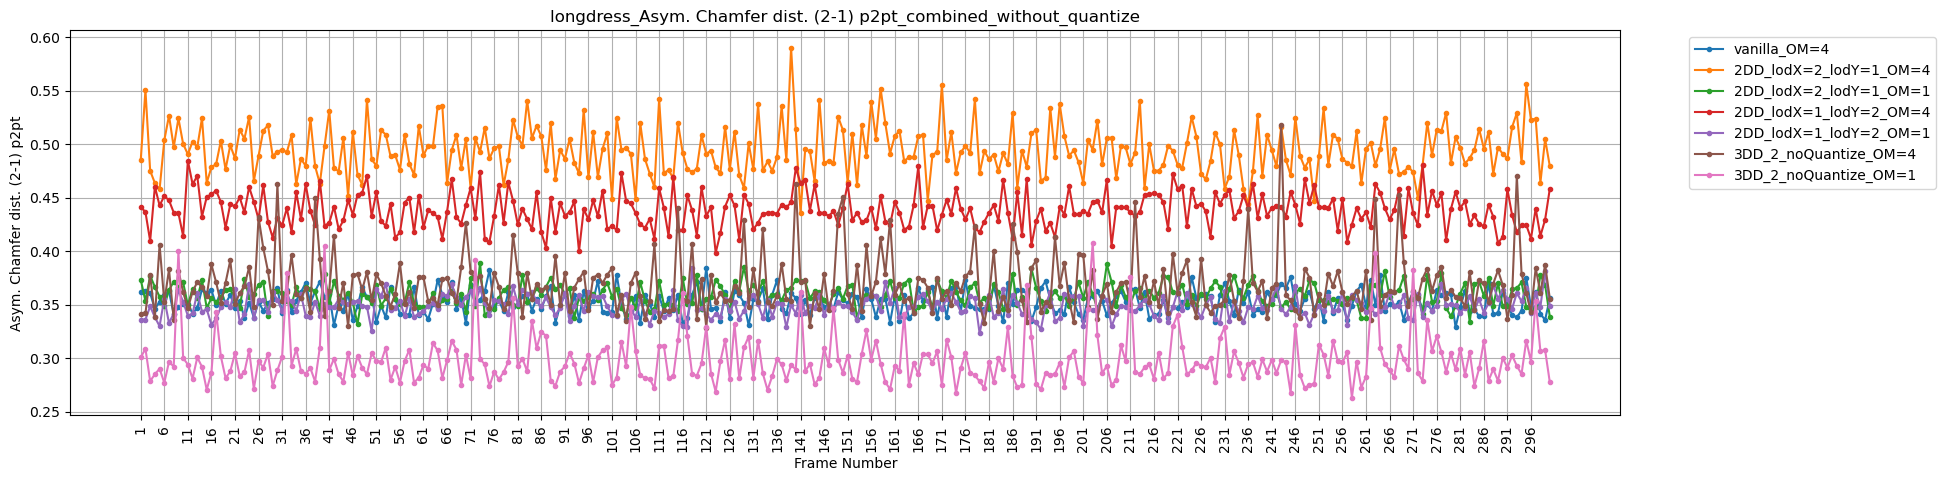 longdress_Asym. Chamfer dist. (2-1) p2pt_combined_without_quantize
Asym. Chamfer dist. (2-1) p2pt
0.60
0.55
0.50
0.45
0.40
0.35
0.30
0.25
1 6 11 16 21 26 31 36 41 46 51 56 61 66 71 76 81 86 91 96 101 106 111 116 121 126 131 136 141 146 151 156 161 166 171 176 181 186 191 196 201 206 211 216 221 226 231 236 241 246 251 256 261 266 271 276 281 286 291 296
Frame Number
vanilla_OM=4
2DD_lodX=2_lodY=1_OM=4
2DD_lodX=2_lodY=1_OM=1
2DD_lodX=1_lodY=2_OM=4
2DD_lodX=1_lodY=2_OM=1
3DD_2_noQuantize_OM=4
3DD_2_noQuantize_OM=1